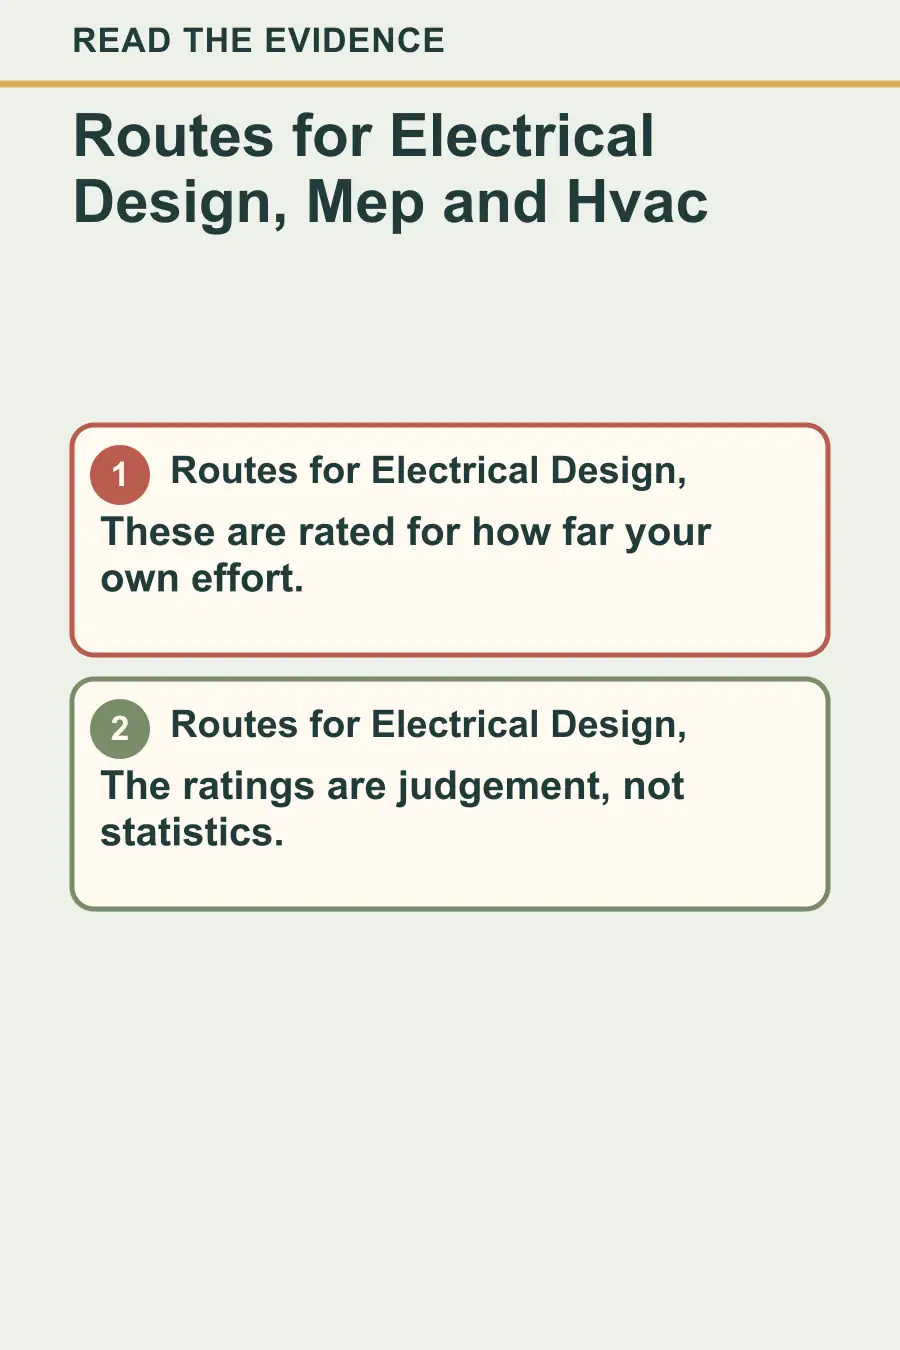 READ THE EVIDENCE
Routes for Electrical
Design, Mep and Hvac
1 Routes for Electrical Design,
These are rated for how far your
own effort.
2 Routes for Electrical Design,
The ratings are judgement, not
statistics.